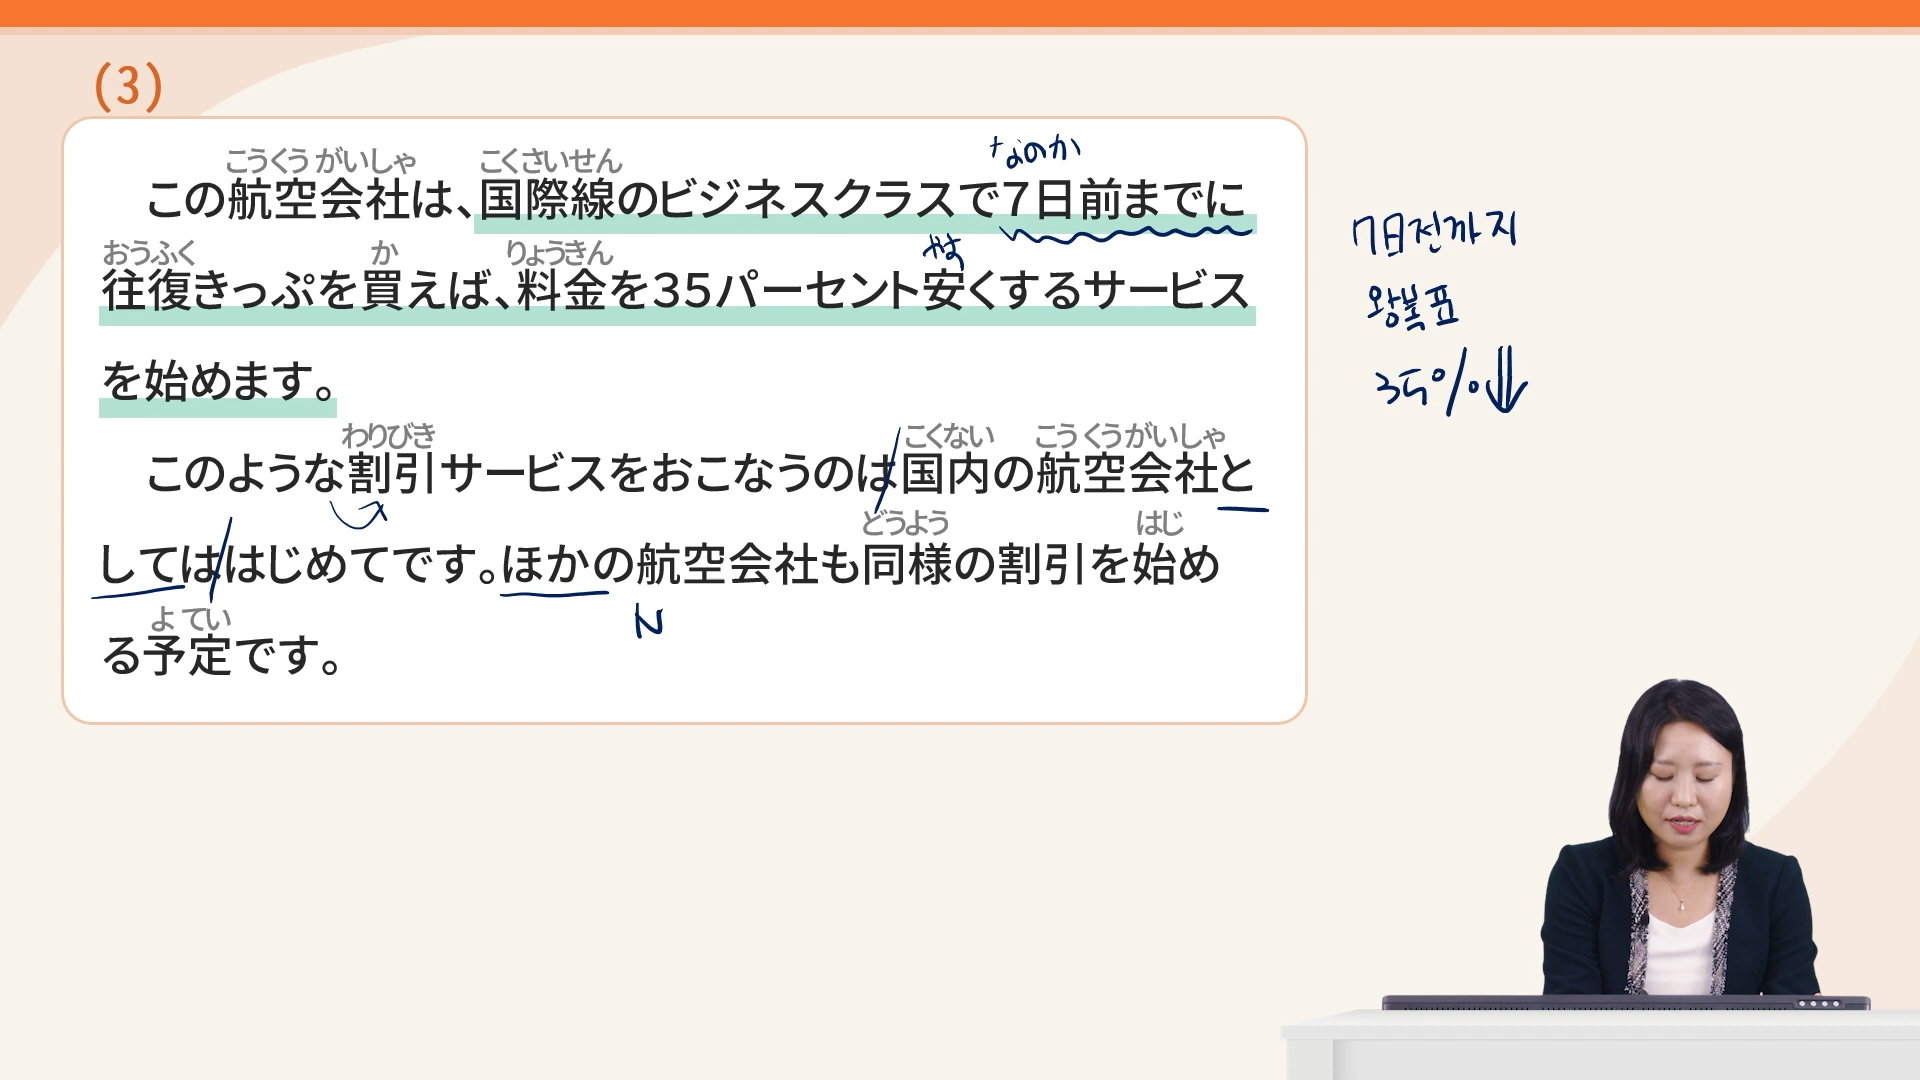 (3)
こうくう がいしゃ こくさいせん なのか
この航空会社は、国際線のビジネスクラスで7日前までに
おうふく か りょうきん やす
往復きっぷを買えば、料金を35パーセント安くするサービス
を始めます。
わりびき こくない こうくうがいしゃ
このような割引サービスをおこなうのは国内の航空会社と
どうよう はじ
してははじめてです。ほかの航空会社も同様の割引を始め
N
よてい
る予定です。
7日전까지
왕복표
35%↓